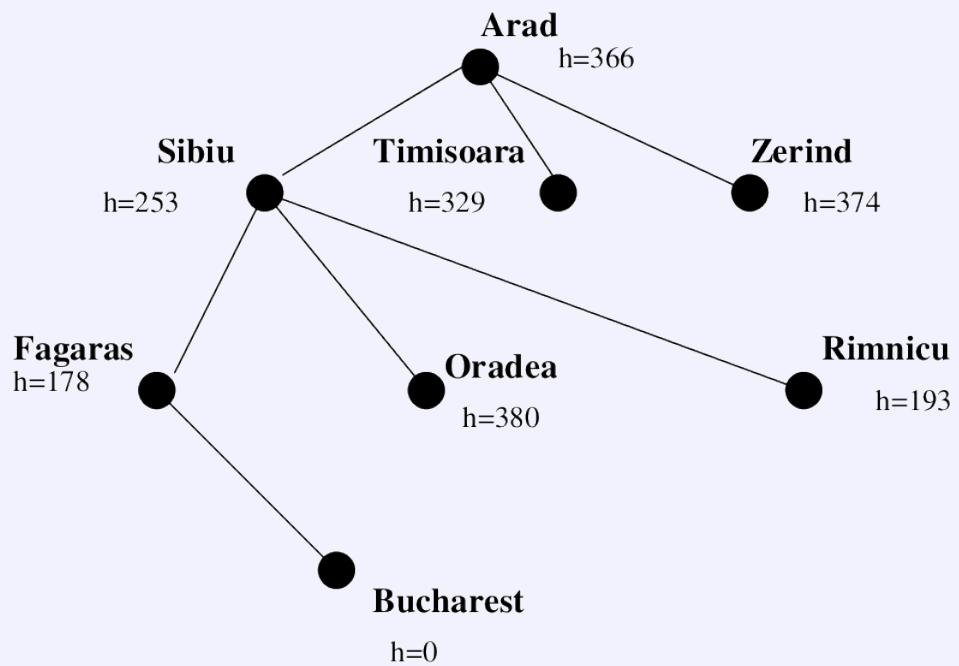 Arad
h=366
Sibiu
h=253
Timisoara
h=329
Zerind
h=374
Fagaras
h=178
Oradea
h=380
Rimnicu
h=193
Bucharest
h=0